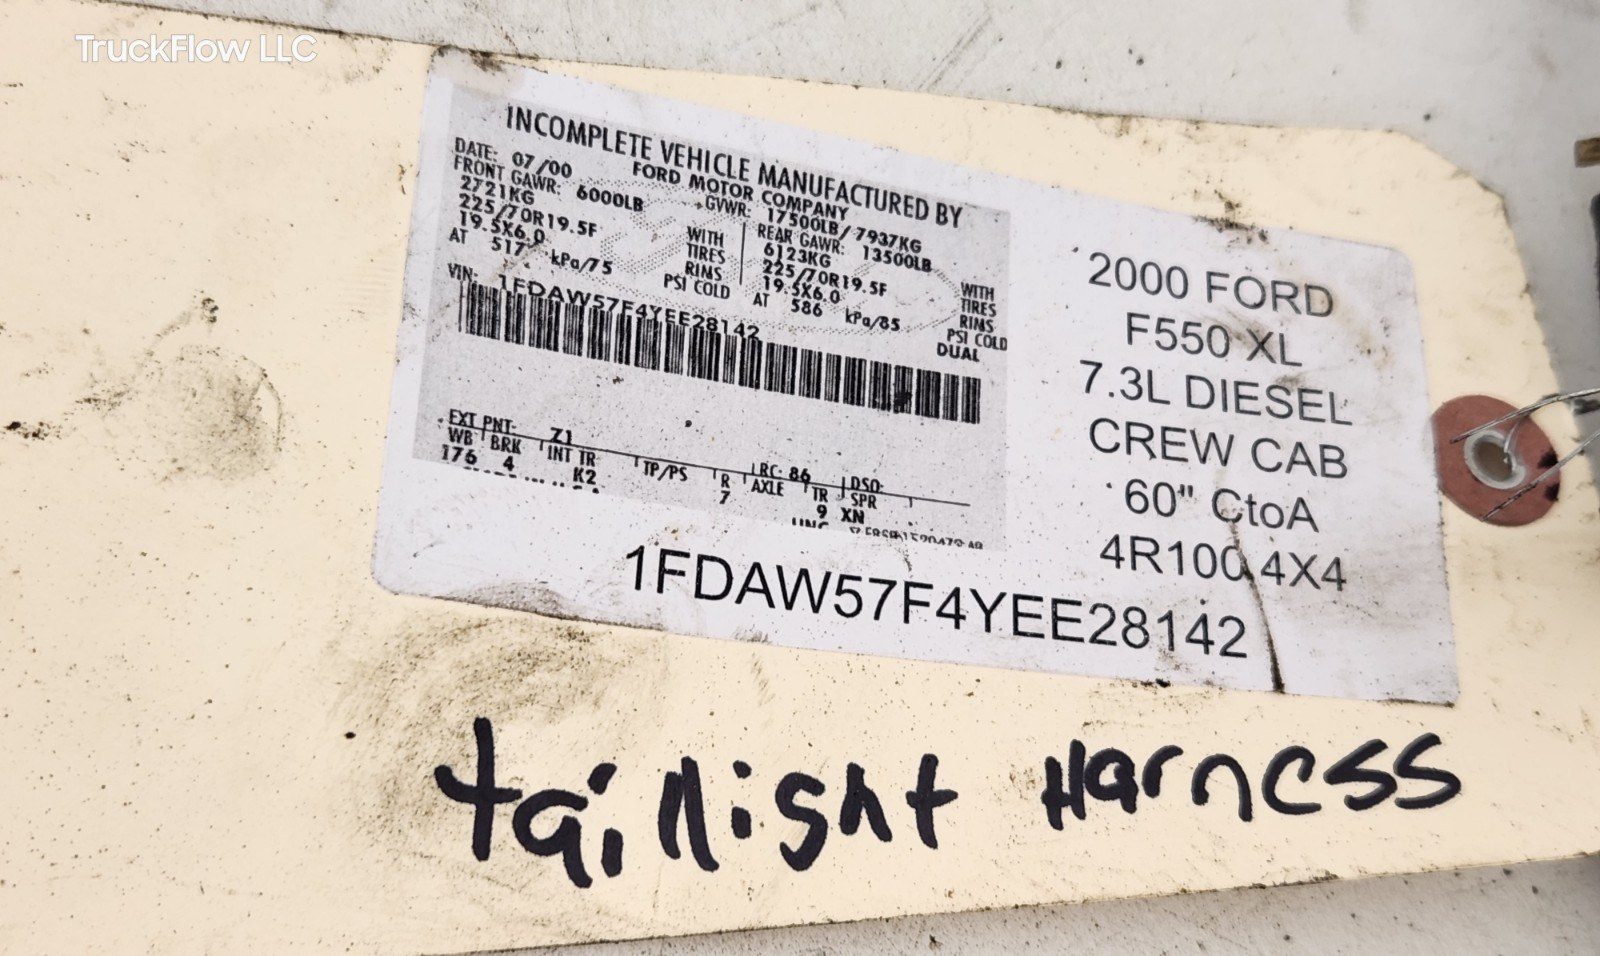 TruckFlow LLC
INCOMPLETE VEHICLE MANUFACTURED BY
FORD MOTOR COMPANY
DATE: 07/00
GVWR: 17500LB/ 7937KG
FRONT GAWR: 6000LB
REAR GAWR: 13500LB
2721KG WITH
6123KG WITH
225/70R19.5F TIRES
225/70R19.5F TIRES
19.5X6.0 RIMS
19.5X6.0 RIMS
AT 517 kPa/75 PSI COLD
AT 586 kPa/85 PSI COLD
DUAL
VIN: 1FDAW57F4YEE28142
EXT PNT: Z1 RC: 86 DSO:
WB BRK INT TR TP/PS R AXLE TR SPR
176 4 K2 7 9 XN
2000 FORD
F550 XL
7.3L DIESEL
CREW CAB
60" CtoA
4R100 4X4
1FDAW57F4YEE28142
taillight Harness